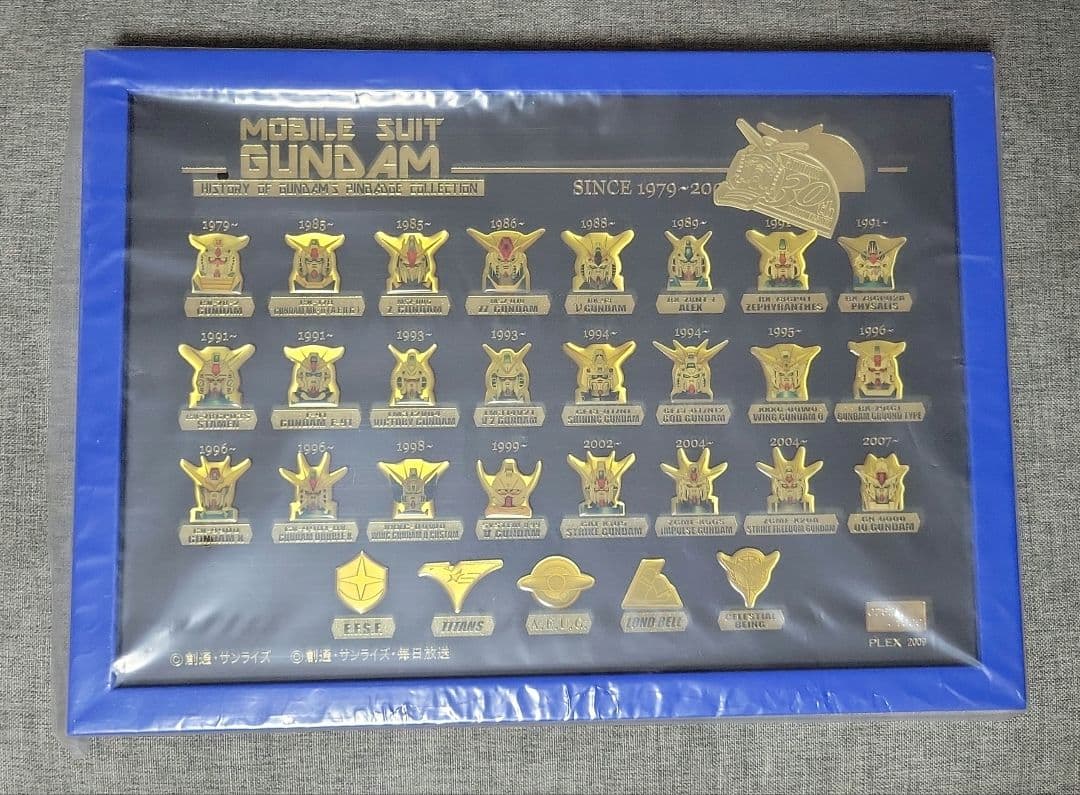 MOBILE SUIT
GUNDAM
HISTORY OF GUNDAM'S PINBADGE COLLECTION
SINCE 1979~20
30th
1979~ 1985~ 1985~ 1986~ 1988~ 1989~ 1991~
GUNDAM Z GUNDAM ZZ GUNDAM ν GUNDAM ALEX ZEPHYRANTHES PHYSALIS
1991~ 1991~ 1993~ 1993~ 1994~ 1994~ 1995~ 1996~
STAMEN GUNDAM F-91 VICTORY GUNDAM V2 GUNDAM SHINING GUNDAM GOD GUNDAM WING GUNDAM 0 GUNDAM GROUND TYPE
1996~ 1996~ 1998~ 1999~ 2002~ 2004~ 2004~ 2007~
GUNDAM X GUNDAM DOUBLE X WING GUNDAM 0 CUSTOM GUNDAM STRIKE GUNDAM IMPULSE GUNDAM STRIKE FREEDOM GUNDAM 00 GUNDAM
E.F.S.F. TITANS A.E.U.G. LOND BELL CELESTIAL
BEING
PLEX 2009
©創通・サンライズ ©創通・サンライズ・毎日放送